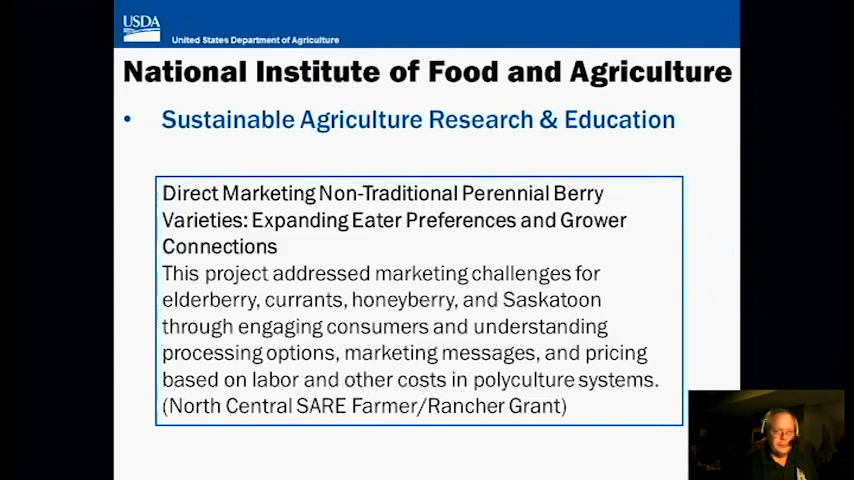 USDA
United States Department of Agriculture
National Institute of Food and Agriculture
• Sustainable Agriculture Research & Education
Direct Marketing Non-Traditional Perennial Berry
Varieties: Expanding Eater Preferences and Grower
Connections
This project addressed marketing challenges for
elderberry, currants, honeyberry, and Saskatoon
through engaging consumers and understanding
processing options, marketing messages, and pricing
based on labor and other costs in polyculture systems.
(North Central SARE Farmer/Rancher Grant)